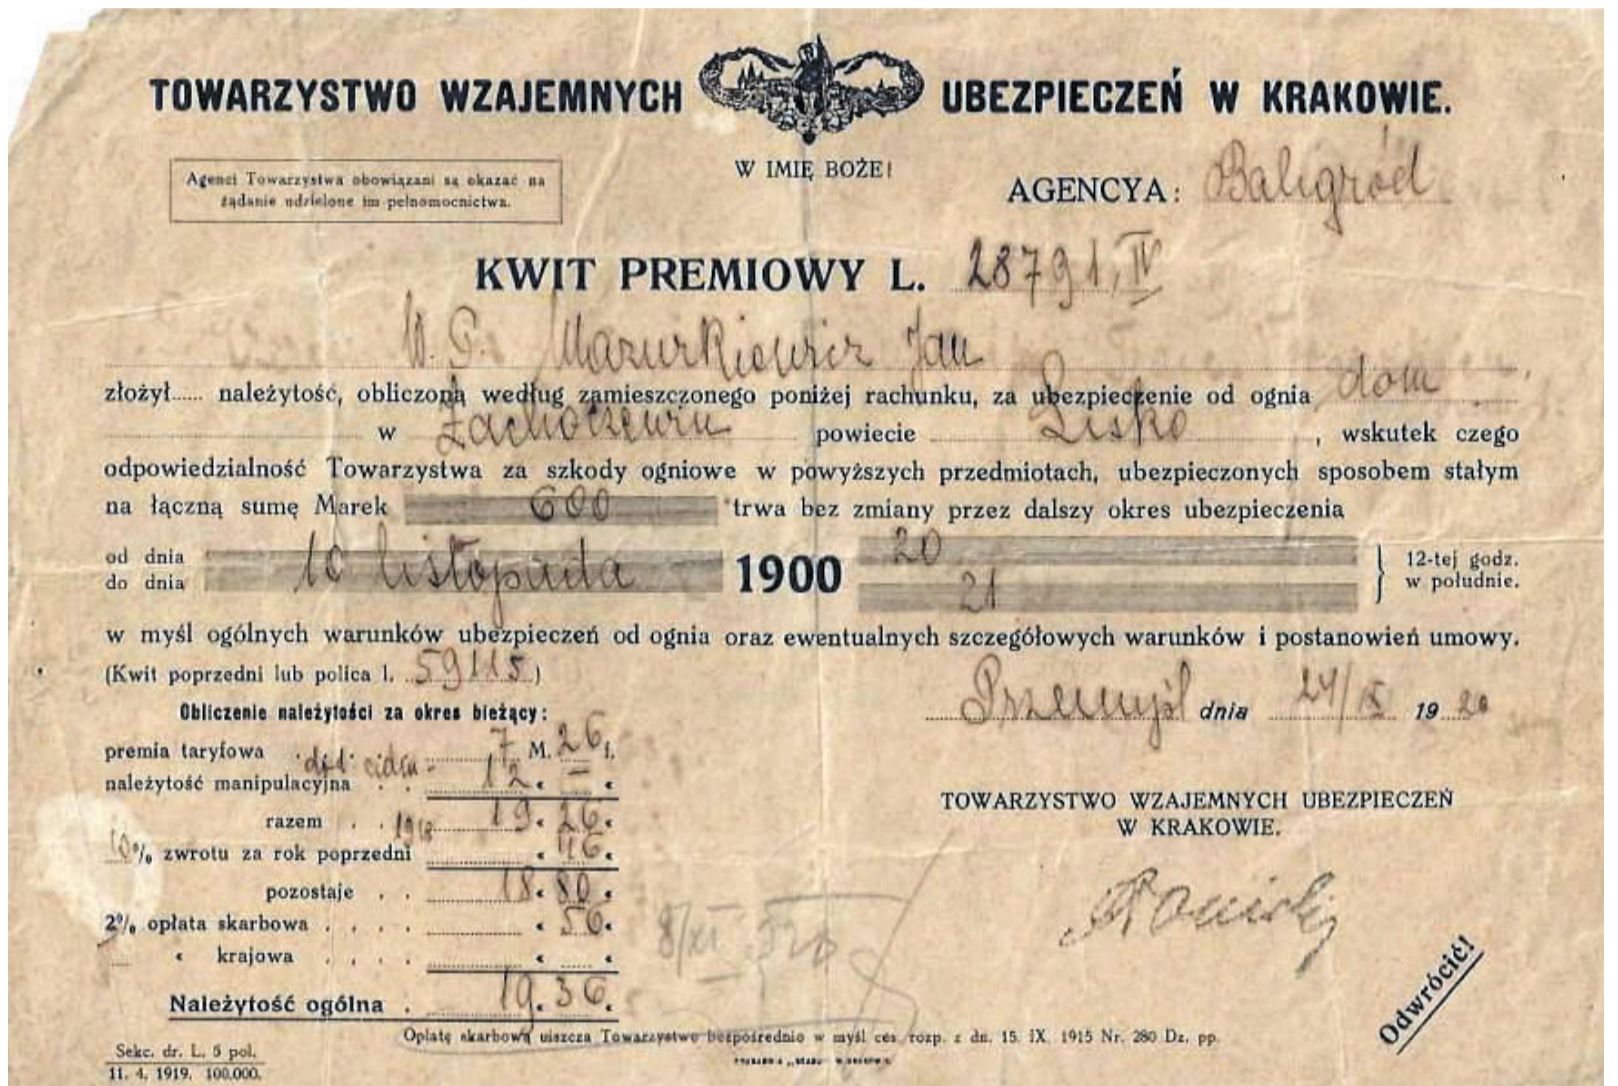 TOWARZYSTWO WZAJEMNYCH UBEZPIECZEŃ W KRAKOWIE.
W IMIĘ BOŻE!
Agenci Towarzystwa obowiązani są okazać na
żądanie udzielone im pełnomocnictwa.
AGENCYA: Baligród
KWIT PREMIOWY L. 28791, IV
W. P. Mazurkiewicz Jan
złożył...... należytość, obliczoną według zamieszczonego poniżej rachunku, za ubezpieczenie od ognia dom
w Zachoczewiu powiecie Lisko, wskutek czego
odpowiedzialność Towarzystwa za szkody ogniowe w powyższych przedmiotach, ubezpieczonych sposobem stałym
na łączną sumę Marek 600 trwa bez zmiany przez dalszy okres ubezpieczenia
od dnia 10 listopada 1900 20 } 12-tej godz.
do dnia 21 w południe.
w myśl ogólnych warunków ubezpieczeń od ognia oraz ewentualnych szczegółowych warunków i postanowień umowy.
(Kwit poprzedni lub polica l. 59115)
Przemyśl dnia 24/IX 1920
Obliczenie należytości za okres bieżący:
premia taryfowa 7 M. 26 f.
należytość manipulacyjna 12 « — «
razem 19 « 26 «
10% zwrotu za rok poprzedni 1918 « 46 «
pozostaje 18 « 80 «
% opłata skarbowa « 56 «
« krajowa « «
Należytość ogólna 19. 36.
TOWARZYSTWO WZAJEMNYCH UBEZPIECZEŃ
W KRAKOWIE.
8/XI
Odwrócić!
Opłatę skarbową uiszcza Towarzystwo bezpośrednio w myśl ces. rozp. z dn. 15. IX. 1915 Nr. 280 Dz. pp.
Sekc. dr. L. 5 pol.
11. 4. 1919. 100.000.